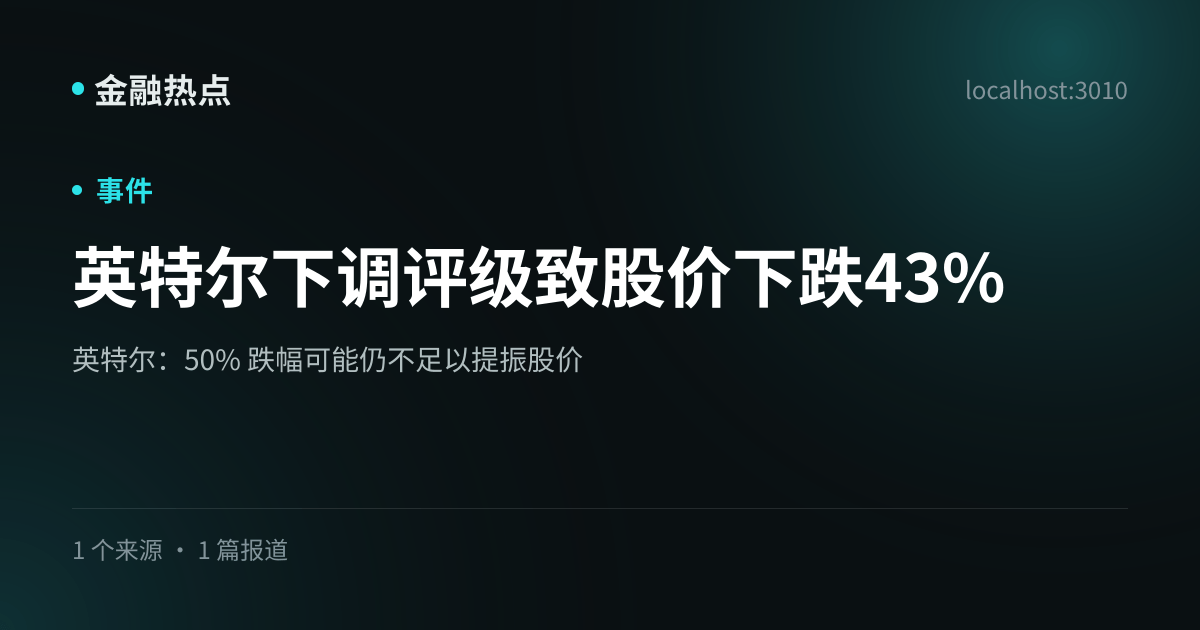 金融热点
localhost:3010
事件
英特尔下调评级致股价下跌43%
英特尔：50% 跌幅可能仍不足以提振股价
1 个来源 · 1 篇报道